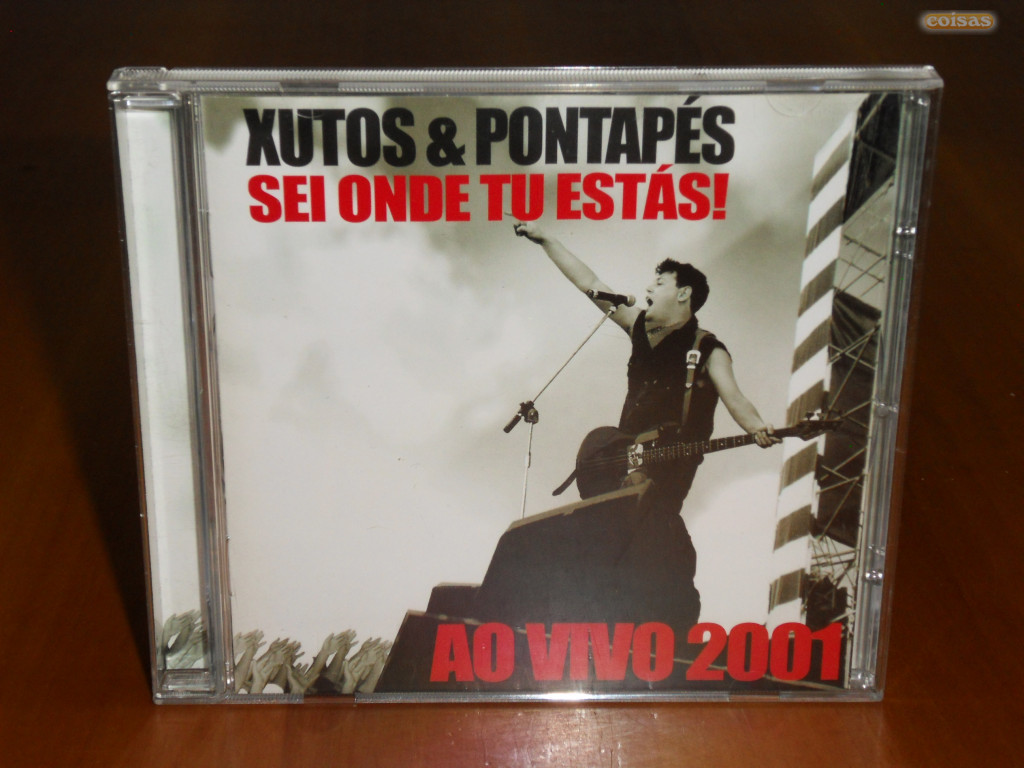 coisas
XUTOS & PONTAPÉS
SEI ONDE TU ESTÁS!
AO VIVO 2001